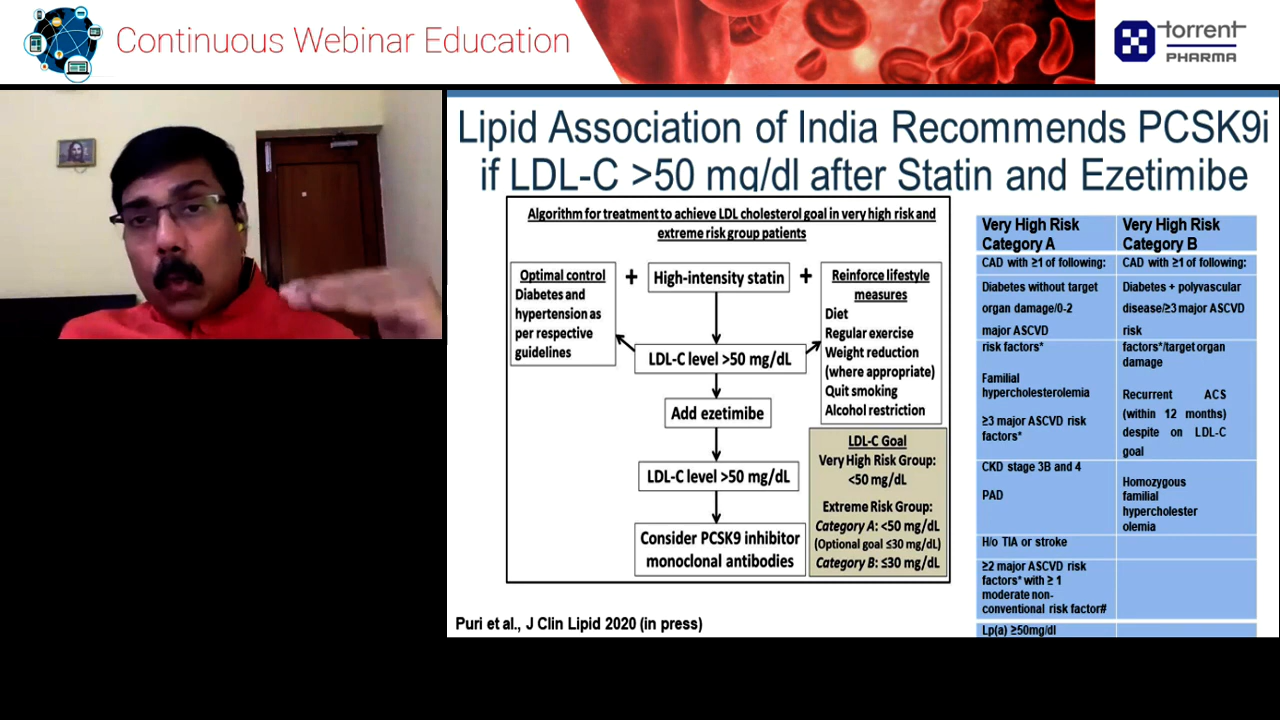 Continuous Webinar Education
torrent
PHARMA
Lipid Association of India Recommends PCSK9i
if LDL-C >50 mg/dl after Statin and Ezetimibe
Algorithm for treatment to achieve LDL cholesterol goal in very high risk and
extreme risk group patients
Optimal control
Diabetes and
hypertension as
per respective
guidelines
+
High-intensity statin
+
Reinforce lifestyle
measures
Diet
Regular exercise
Weight reduction
(where appropriate)
Quit smoking
Alcohol restriction
LDL-C level >50 mg/dL
Add ezetimibe
LDL-C level >50 mg/dL
Consider PCSK9 inhibitor
monoclonal antibodies
LDL-C Goal
Very High Risk Group:
<50 mg/dL
Extreme Risk Group:
Category A: <50 mg/dL
(Optional goal ≤30 mg/dL)
Category B: ≤30 mg/dL
Very High Risk
Category A
CAD with ≥1 of following:
Diabetes without target
organ damage/0-2
major ASCVD
risk factors*
Familial
hypercholesterolemia
≥3 major ASCVD risk
factors*
CKD stage 3B and 4
PAD
H/o TIA or stroke
≥2 major ASCVD risk
factors* with ≥ 1
moderate non-
conventional risk factor#
Lp(a) ≥50mg/dl
Very High Risk
Category B
CAD with ≥1 of following:
Diabetes + polyvascular
disease/≥3 major ASCVD
risk
factors*/target organ
damage
Recurrent ACS
(within 12 months)
despite on LDL-C
goal
Homozygous
familial
hypercholester
olemia
Puri et al., J Clin Lipid 2020 (in press)